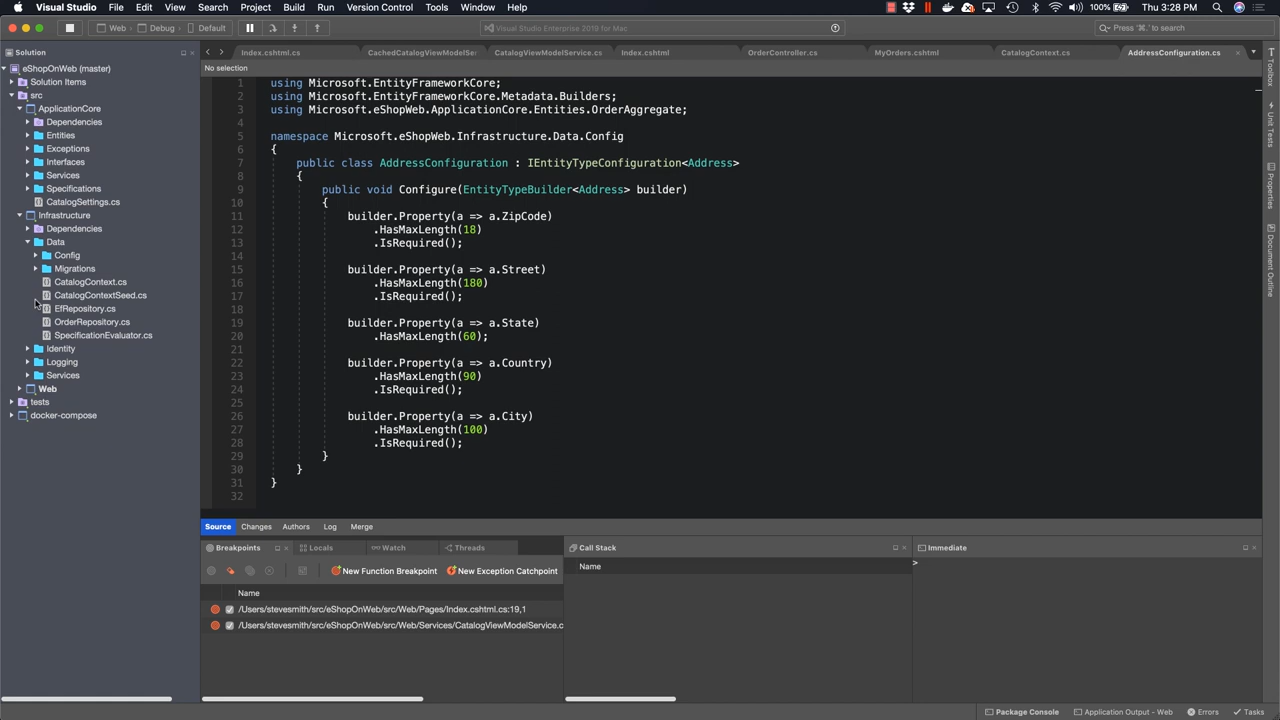 Visual Studio File Edit View Search Project Build Run Version Control Tools Window Help 100% Thu 3:28 PM
Web Debug Default Visual Studio Enterprise 2019 for Mac Press '⌘.' to search
Solution
eShopOnWeb (master)
Solution Items
src
ApplicationCore
Dependencies
Entities
Exceptions
Interfaces
Services
Specifications
CatalogSettings.cs
Infrastructure
Dependencies
Data
Config
Migrations
CatalogContext.cs
CatalogContextSeed.cs
EfRepository.cs
OrderRepository.cs
SpecificationEvaluator.cs
Identity
Logging
Services
Web
tests
docker-compose
Index.cshtml.cs CachedCatalogViewModelSer CatalogViewModelService.cs Index.cshtml OrderController.cs MyOrders.cshtml CatalogContext.cs AddressConfiguration.cs
No selection
1 using Microsoft.EntityFrameworkCore;
2 using Microsoft.EntityFrameworkCore.Metadata.Builders;
3 using Microsoft.eShopWeb.ApplicationCore.Entities.OrderAggregate;
4
5 namespace Microsoft.eShopWeb.Infrastructure.Data.Config
6 {
7 public class AddressConfiguration : IEntityTypeConfiguration<Address>
8 {
9 public void Configure(EntityTypeBuilder<Address> builder)
10 {
11 builder.Property(a => a.ZipCode)
12 .HasMaxLength(18)
13 .IsRequired();
14
15 builder.Property(a => a.Street)
16 .HasMaxLength(180)
17 .IsRequired();
18
19 builder.Property(a => a.State)
20 .HasMaxLength(60);
21
22 builder.Property(a => a.Country)
23 .HasMaxLength(90)
24 .IsRequired();
25
26 builder.Property(a => a.City)
27 .HasMaxLength(100)
28 .IsRequired();
29 }
30 }
31 }
32
Source Changes Authors Log Merge
Breakpoints Locals Watch Threads
New Function Breakpoint New Exception Catchpoint
Name
/Users/stevesmith/src/eShopOnWeb/src/Web/Pages/Index.cshtml.cs:19,1
/Users/stevesmith/src/eShopOnWeb/src/Web/Services/CatalogViewModelService.c
Call Stack
Name
Immediate
>
Toolbox
Unit Tests
Properties
Document Outline
Package Console Application Output - Web Errors Tasks